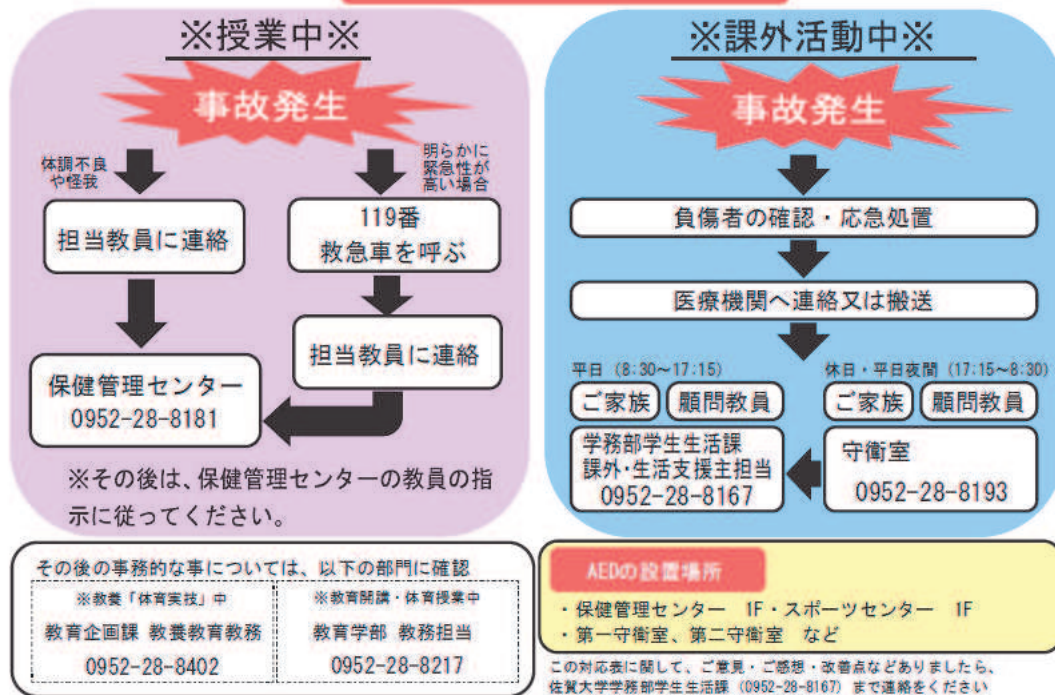 ※授業中※
事故発生
体調不良
や怪我
明らかに
緊急性が
高い場合
担当教員に連絡
119番
救急車を呼ぶ
担当教員に連絡
保健管理センター
0952-28-8181
※その後は、保健管理センターの教員の指
示に従ってください。
※課外活動中※
事故発生
負傷者の確認・応急処置
医療機関へ連絡又は搬送
平日 (8:30～17:15)
ご家族 顧問教員
学務部学生生活課
課外・生活支援主担当
0952-28-8167
休日・平日夜間 (17:15～8:30)
ご家族 顧問教員
守衛室
0952-28-8193
その後の事務的な事については、以下の部門に確認
※教養「体育実技」中
教育企画課 教養教育教務
0952-28-8402
※教育開講・体育授業中
教育学部 教務担当
0952-28-8217
AEDの設置場所
・保健管理センター 1F・スポーツセンター 1F
・第一守衛室、第二守衛室 など
この対応表に関して、ご意見・ご感想・改善点などありましたら、
佐賀大学学務部学生生活課 (0952-28-8167) まで連絡をください